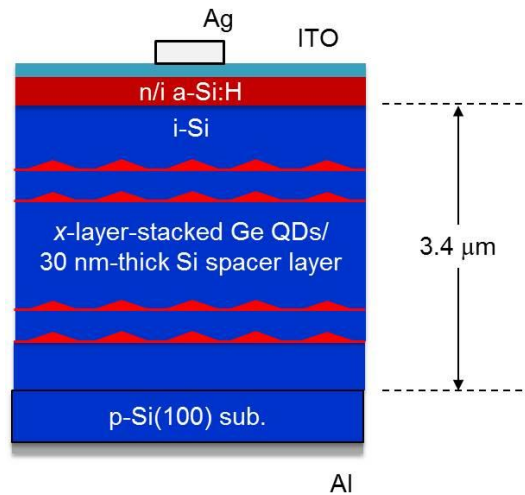 Ag
ITO
n/i a-Si:H
i-Si
x-layer-stacked Ge QDs/
30 nm-thick Si spacer layer
3.4 μm
p-Si(100) sub.
Al